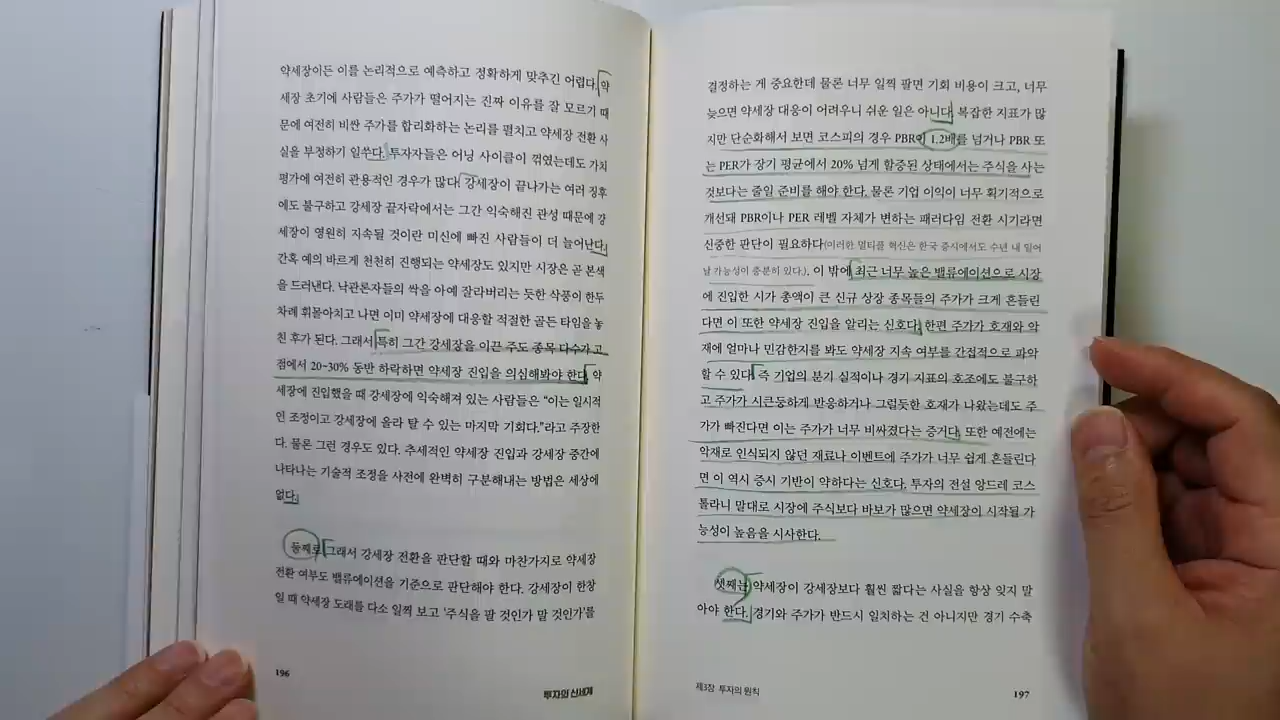 약세장이든 이를 논리적으로 예측하고 정확하게 맞추긴 어렵다. 약
세장 초기에 사람들은 주가가 떨어지는 진짜 이유를 잘 모르기 때
문에 여전히 비싼 주가를 합리화하는 논리를 펼치고 약세장 전환 사
실을 부정하기 일쑤다. 투자자들은 어닝 사이클이 꺾였는데도 가치
평가에 여전히 관용적인 경우가 많다. 강세장이 끝나가는 여러 징후
에도 불구하고 강세장 끝자락에서는 그간 익숙해진 관성 때문에 강
세장이 영원히 지속될 것이란 미신에 빠진 사람들이 더 늘어난다.
간혹 예의 바르게 천천히 진행되는 약세장도 있지만 시장은 곧 본색
을 드러낸다. 낙관론자들의 싹을 아예 잘라버리는 듯한 삭풍이 한두
차례 휘몰아치고 나면 이미 약세장에 대응할 적절한 골든 타임을 놓
친 후가 된다. 그래서 특히 그간 강세장을 이끈 주도 종목 다수가 고
점에서 20~30% 동반 하락하면 약세장 진입을 의심해봐야 한다. 약
세장에 진입했을 때 강세장에 익숙해져 있는 사람들은 “이는 일시적
인 조정이고 강세장에 올라 탈 수 있는 마지막 기회다.”라고 주장한
다. 물론 그런 경우도 있다. 추세적인 약세장 진입과 강세장 중간에
나타나는 기술적 조정을 사전에 완벽히 구분해내는 방법은 세상에
없다.
둘째로 그래서 강세장 전환을 판단할 때와 마찬가지로 약세장
전환 여부도 밸류에이션을 기준으로 판단해야 한다. 강세장이 한창
일 때 약세장 도래를 다소 일찍 보고 ‘주식을 팔 것인가 말 것인가’를
196
투자의 신세계
결정하는 게 중요한데 물론 너무 일찍 팔면 기회 비용이 크고, 너무
늦으면 약세장 대응이 어려우니 쉬운 일은 아니다. 복잡한 지표가 많
지만 단순화해서 보면 코스피의 경우 PBR이 1.2배를 넘거나 PBR 또
는 PER가 장기 평균에서 20% 넘게 할증된 상태에서는 주식을 사는
것보다는 줄일 준비를 해야 한다. 물론 기업 이익이 너무 획기적으로
개선돼 PBR이나 PER 레벨 자체가 변하는 패러다임 전환 시기라면
신중한 판단이 필요하다(이러한 멀티플 혁신은 한국 증시에서도 수년 내 일어
날 가능성이 충분히 있다.). 이 밖에 최근 너무 높은 밸류에이션으로 시장
에 진입한 시가 총액이 큰 신규 상장 종목들의 주가가 크게 흔들린
다면 이 또한 약세장 진입을 알리는 신호다. 한편 주가가 호재와 악
재에 얼마나 민감한지를 봐도 약세장 지속 여부를 간접적으로 파악
할 수 있다. 즉 기업의 분기 실적이나 경기 지표의 호조에도 불구하
고 주가가 시큰둥하게 반응하거나 그럴듯한 호재가 나왔는데도 주
가가 빠진다면 이는 주가가 너무 비싸졌다는 증거다. 또한 예전에는
악재로 인식되지 않던 재료나 이벤트에 주가가 너무 쉽게 흔들린다
면 이 역시 증시 기반이 약하다는 신호다. 투자의 전설 앙드레 코스
톨라니 말대로 시장에 주식보다 바보가 많으면 약세장이 시작될 가
능성이 높음을 시사한다.
셋째는 약세장이 강세장보다 훨씬 짧다는 사실을 항상 잊지 말
아야 한다. 경기와 주가가 반드시 일치하는 건 아니지만 경기 수축
제3장 투자의 원칙
197